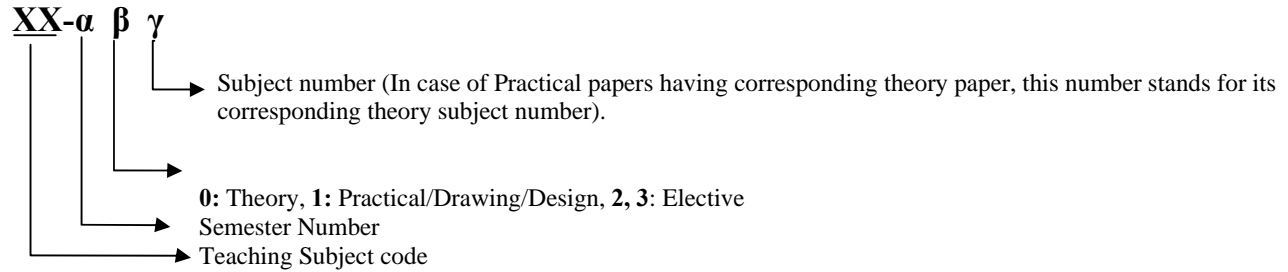 XX-α β γ
Subject number (In case of Practical papers having corresponding theory paper, this number stands for its
corresponding theory subject number).
0: Theory, 1: Practical/Drawing/Design, 2, 3: Elective
Semester Number
Teaching Subject code